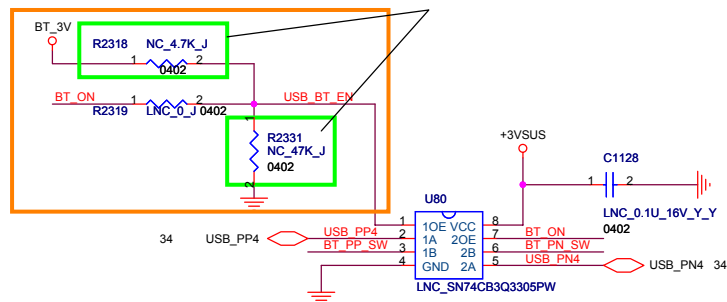 BT_3V
R2318 NC_4.7K_J
1 2
0402
BT_ON 1 2 USB_BT_EN
R2319 LNC_0_J 0402
1
R2331
NC_47K_J
0402
2
+3VSUS
C1128
1 2
LNC_0.1U_16V_Y_Y
0402
U80
1 1OE VCC 8
34 USB_PP4 USB_PP4 2 1A 2OE 7 BT_ON
BT_PP_SW 3 1B 2B 6 BT_PN_SW
4 GND 2A 5 USB_PN4 USB_PN4 34
LNC_SN74CB3Q3305PW